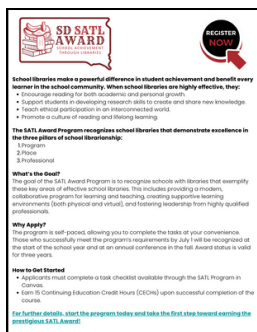 SD SATL
AWARD
SCHOOL ACHIEVEMENT
THROUGH LIBRARIES
REGISTER
NOW
School libraries make a powerful difference in student achievement and benefit every
learner in the school community. When school libraries are highly effective, they:
• Encourage reading for both academic and personal growth.
• Support students in developing research skills to create and share new knowledge.
• Teach ethical participation in an interconnected world.
• Promote a culture of reading and lifelong learning.
The SATL Award Program recognizes school libraries that demonstrate excellence in
the three pillars of school librarianship:
1. Program
2. Place
3. Professional
What's the Goal?
The goal of the SATL Award Program is to recognize schools with libraries that exemplify
these key areas of effective school libraries. This includes providing a modern,
collaborative program for learning and teaching, creating supportive learning
environments (both physical and virtual), and fostering leadership from highly qualified
professionals.
Why Apply?
The program is self-paced, allowing you to complete the tasks at your convenience.
Those who successfully meet the program's requirements by July 1 will be recognized at
the start of the school year and at an annual conference in the fall. Award status is valid
for three years.
How to Get Started
• Applicants must complete a task checklist available through the SATL Program in
Canvas.
• Earn 15 Continuing Education Credit Hours (CECHs) upon successful completion of the
course.
For further details, start the program today and take the first step toward earning the
prestigious SATL Award!